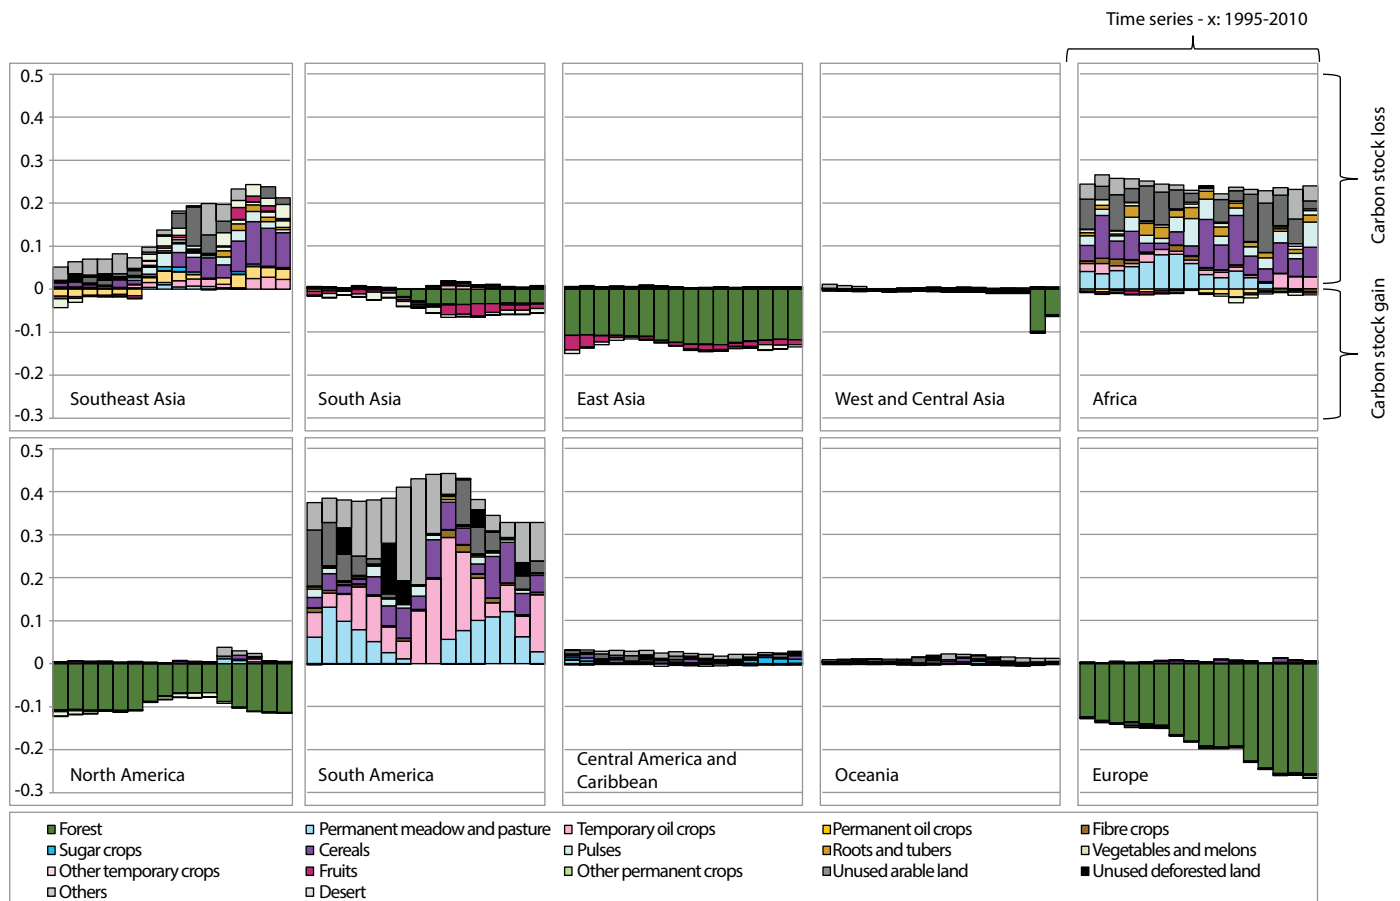 Time series - x: 1995-2010
0.5
0.4
0.3
0.2
0.1
0
-0.1
-0.2
-0.3
Southeast Asia
South Asia
East Asia
West and Central Asia
Africa
Carbon stock loss
Carbon stock gain
0.5
0.4
0.3
0.2
0.1
0
-0.1
-0.2
-0.3
North America
South America
Central America and
Caribbean
Oceania
Europe
Forest
Permanent meadow and pasture
Temporary oil crops
Permanent oil crops
Fibre crops
Sugar crops
Cereals
Pulses
Roots and tubers
Vegetables and melons
Other temporary crops
Fruits
Other permanent crops
Unused arable land
Unused deforested land
Others
Desert